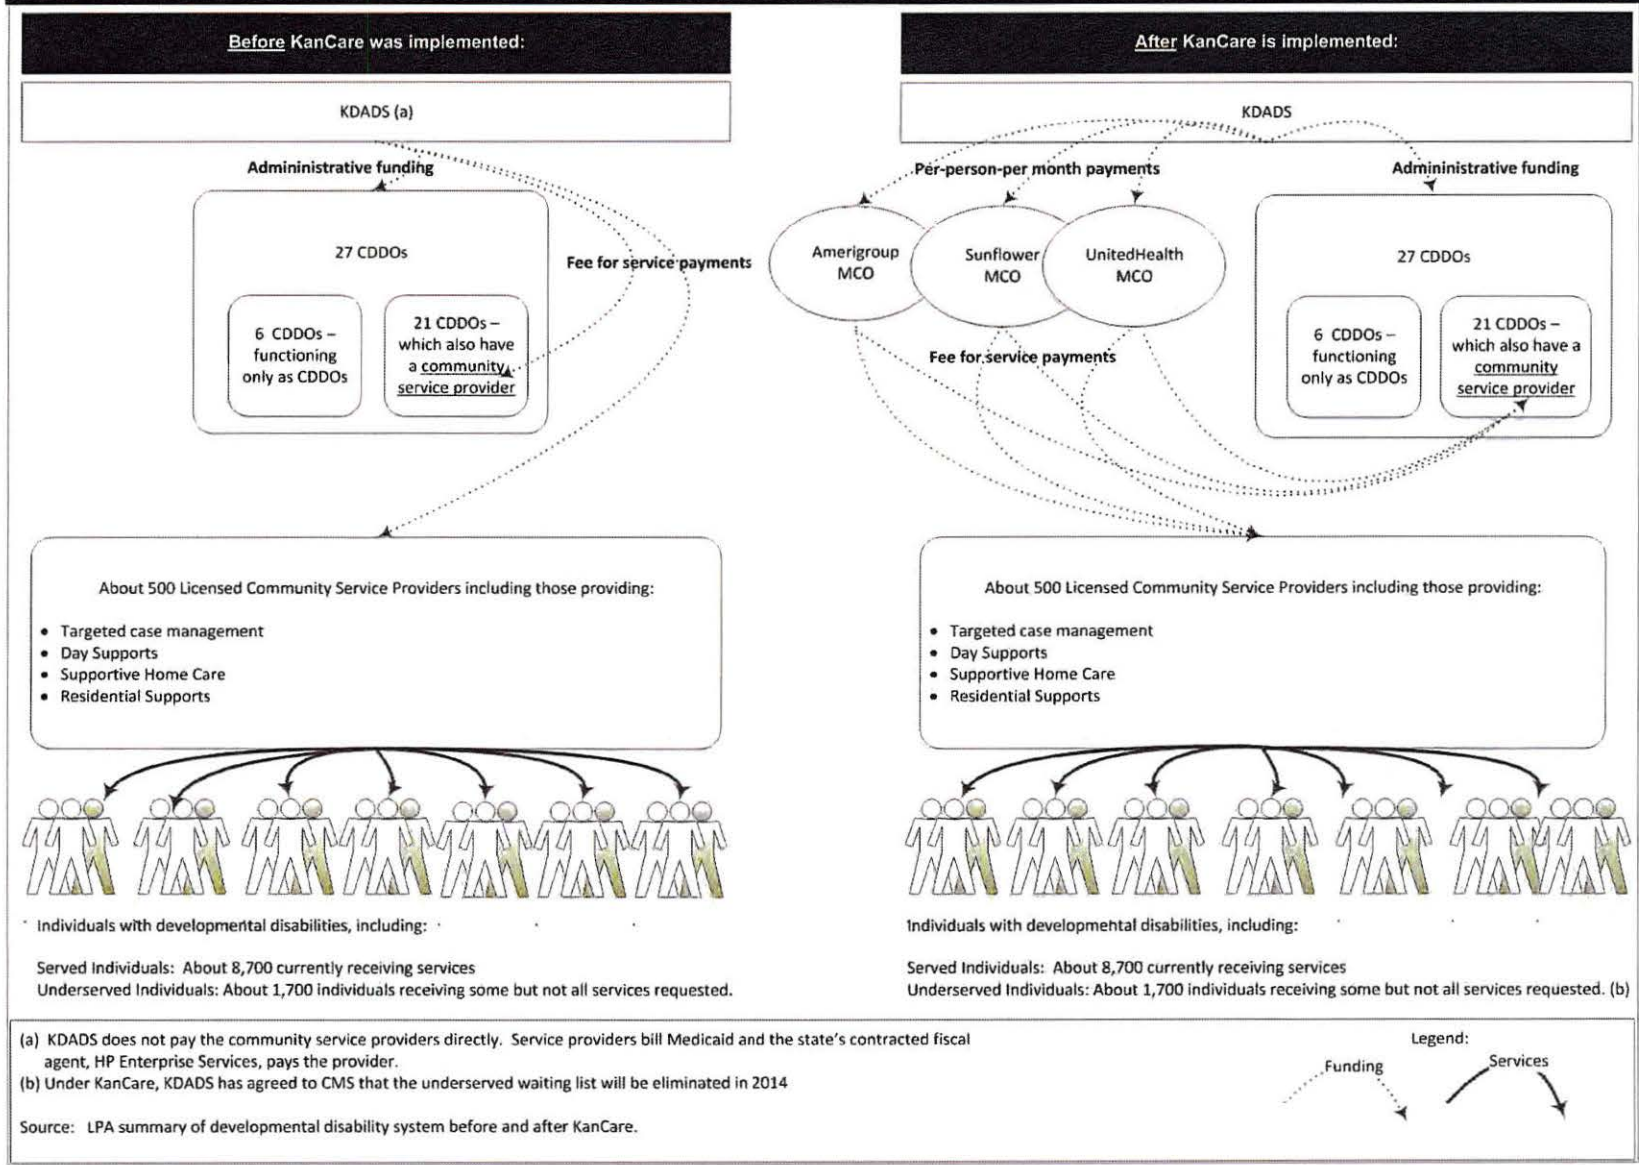 Before KanCare was implemented:
KDADS (a)
Admininistrative funding
27 CDDOs
Fee for service payments
6 CDDOs –
functioning
only as CDDOs
21 CDDOs –
which also have
a community
service provider
About 500 Licensed Community Service Providers including those providing:
• Targeted case management
• Day Supports
• Supportive Home Care
• Residential Supports
Individuals with developmental disabilities, including:
Served Individuals: About 8,700 currently receiving services
Underserved Individuals: About 1,700 individuals receiving some but not all services requested.
After KanCare is implemented:
KDADS
Per-person-per month payments
Admininistrative funding
Amerigroup
MCO
Sunflower
MCO
UnitedHealth
MCO
27 CDDOs
6 CDDOs –
functioning
only as CDDOs
21 CDDOs –
which also have a
community
service provider
Fee for service payments
About 500 Licensed Community Service Providers including those providing:
• Targeted case management
• Day Supports
• Supportive Home Care
• Residential Supports
Individuals with developmental disabilities, including:
Served Individuals: About 8,700 currently receiving services
Underserved Individuals: About 1,700 individuals receiving some but not all services requested. (b)
(a) KDADS does not pay the community service providers directly. Service providers bill Medicaid and the state's contracted fiscal
agent, HP Enterprise Services, pays the provider.
(b) Under KanCare, KDADS has agreed to CMS that the underserved waiting list will be eliminated in 2014
Source: LPA summary of developmental disability system before and after KanCare.
Legend:
Funding
Services